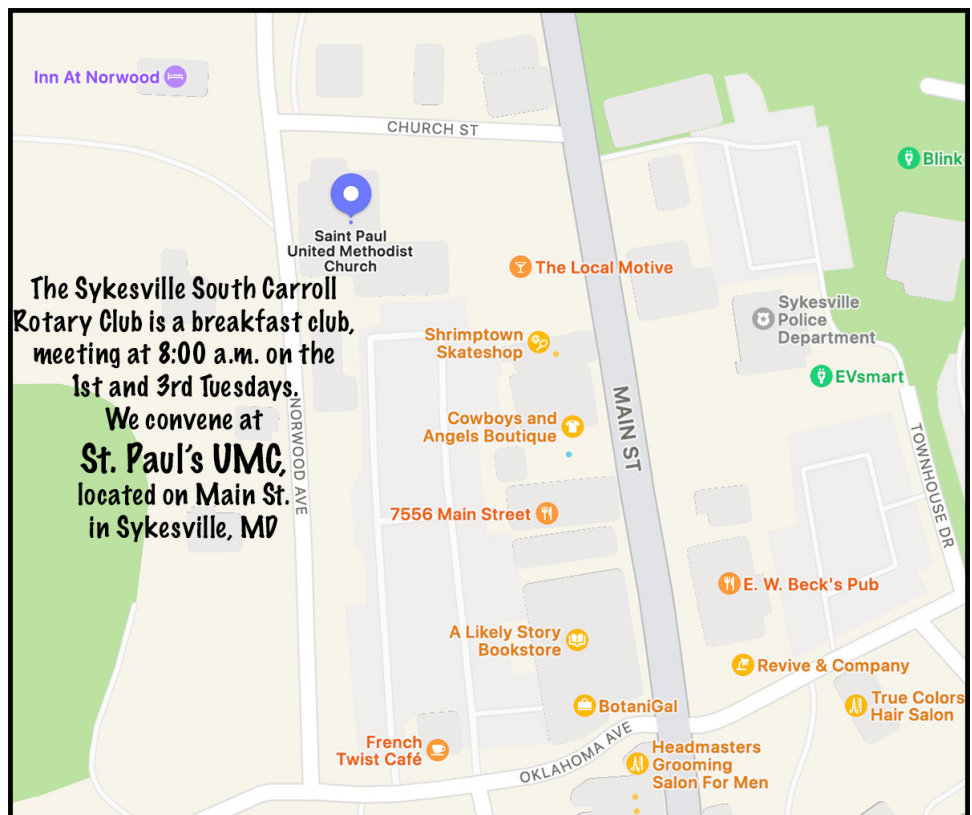 Inn At Norwood
CHURCH ST
Blink
Saint Paul
United Methodist
Church
The Local Motive
The Sykesville South Carroll
Rotary Club is a breakfast club,
meeting at 8:00 a.m. on the
1st and 3rd Tuesdays.
We convene at
St. Paul's UMC,
located on Main St.
in Sykesville, MD
Sykesville
Police
Department
Shrimptown
Skateshop
EVsmart
Cowboys and
Angels Boutique
MAIN ST
NORWOOD AVE
TOWNHOUSE DR
7556 Main Street
E. W. Beck's Pub
A Likely Story
Bookstore
Revive & Company
BotaniGal
True Colors
Hair Salon
French
Twist Café
OKLAHOMA AVE
Headmasters
Grooming
Salon For Men